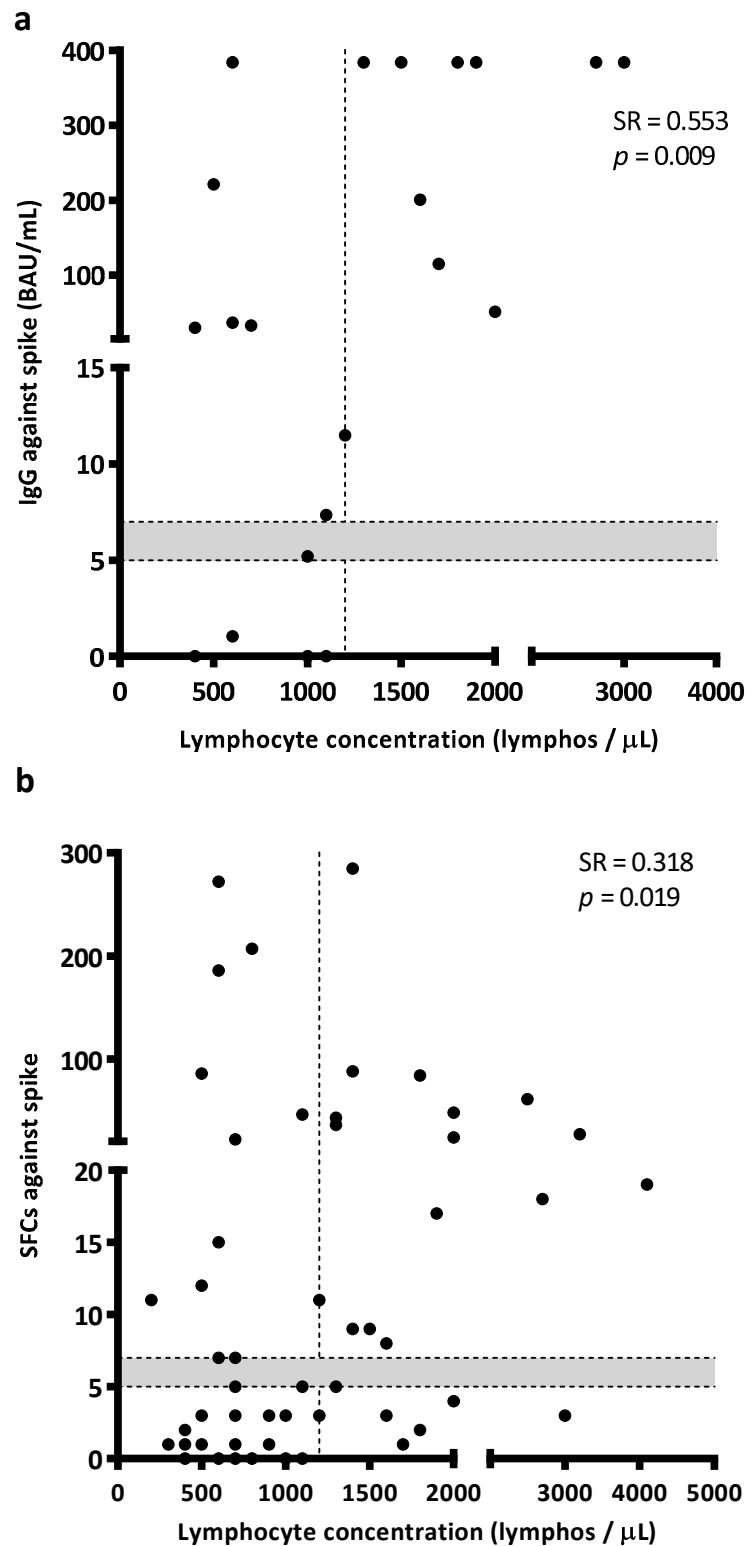 a
400
300
200
100
15
10
5
0
IgG against spike (BAU/mL)
SR = 0.553
p = 0.009
0 500 1000 1500 2000 3000 4000
Lymphocyte concentration (lymphos / μL)
b
300
200
100
20
15
10
5
0
SFCs against spike
SR = 0.318
p = 0.019
0 500 1000 1500 2000 3000 4000 5000
Lymphocyte concentration (lymphos / μL)